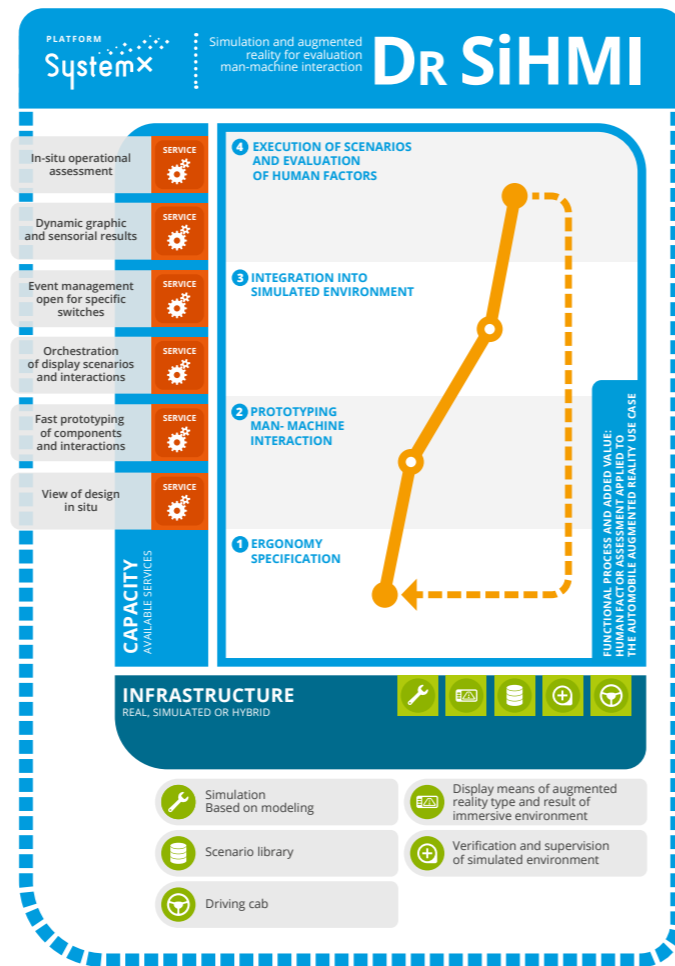 PLATFORM
SystemX
Simulation and augmented
reality for evaluation
man-machine interaction
DR SiHMI
In-situ operational
assessment
SERVICE
Dynamic graphic
and sensorial results
SERVICE
Event management
open for specific
switches
SERVICE
Orchestration
of display scenarios
and interactions
SERVICE
Fast prototyping
of components
and interactions
SERVICE
View of design
in situ
SERVICE
CAPACITY
AVAILABLE SERVICES
4 EXECUTION OF SCENARIOS
AND EVALUATION
OF HUMAN FACTORS
3 INTEGRATION INTO
SIMULATED ENVIRONMENT
2 PROTOTYPING
MAN- MACHINE
INTERACTION
1 ERGONOMY
SPECIFICATION
FUNCTIONAL PROCESS AND ADDED VALUE:
HUMAN FACTOR ASSESSMENT APPLIED TO
THE AUTOMOBILE AUGMENTED REALITY USE CASE
INFRASTRUCTURE
REAL, SIMULATED OR HYBRID
Simulation
Based on modeling
Display means of augmented
reality type and result of
immersive environment
Scenario library
Verification and supervision
of simulated environment
Driving cab